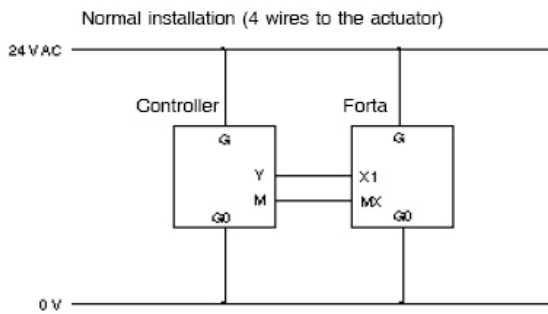 Normal installation (4 wires to the actuator)
24 V AC
Controller
Forta
G
G
Y
X1
M
MX
G0
G0
0 V